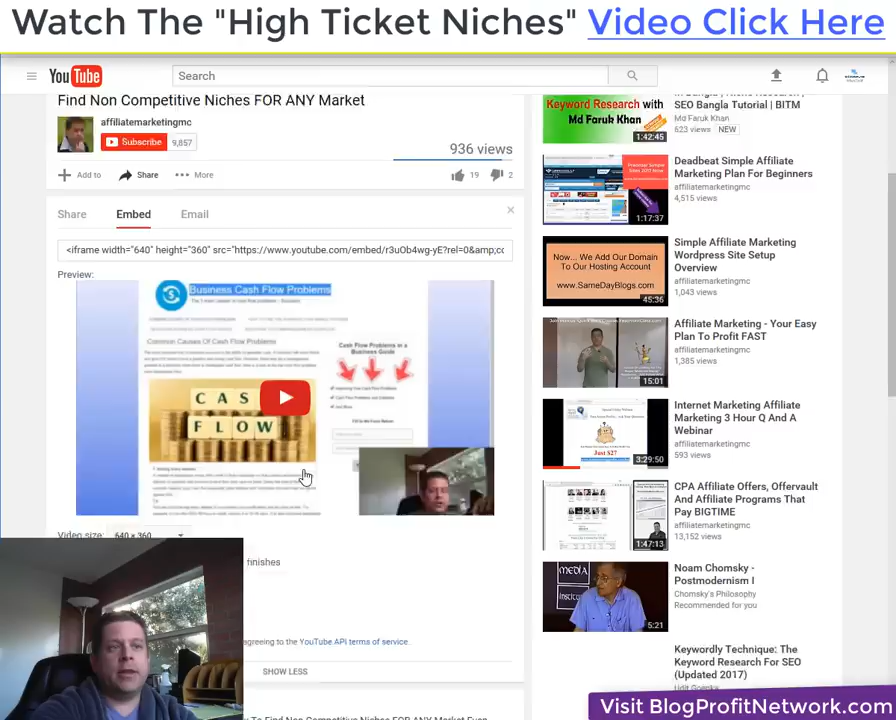 Watch The "High Ticket Niches" Video Click Here
YouTube
Search
Find Non Competitive Niches FOR ANY Market
affiliatemarketingmc
Subscribe 9,857
936 views
Add to Share More
19 2
Share Embed Email
<iframe width="640" height="360" src="https://www.youtube.com/embed/r3uOb4wg-yE?rel=0&amp;cc
Preview:
Business Cash Flow Problems
Common Causes Of Cash Flow Problems
Cash Flow Problems in a
Business Guide
CAS
FLOW
Video size: 640 × 360
finishes
agreeing to the YouTube API terms of service.
SHOW LESS
Keyword Research with
Md Faruk Khan
1:42:45
SEO Bangla Tutorial | BITM
Md Faruk Khan
623 views NEW
1:17:37
Deadbeat Simple Affiliate
Marketing Plan For Beginners
affiliatemarketingmc
4,515 views
Now... We Add Our Domain
To Our Hosting Account
www.SameDayBlogs.com
45:36
Simple Affiliate Marketing
Wordpress Site Setup
Overview
affiliatemarketingmc
1,043 views
15:01
Affiliate Marketing - Your Easy
Plan To Profit FAST
affiliatemarketingmc
1,385 views
Just $27
3:29:50
Internet Marketing Affiliate
Marketing 3 Hour Q And A
Webinar
affiliatemarketingmc
593 views
1:47:13
CPA Affiliate Offers, Offervault
And Affiliate Programs That
Pay BIGTIME
affiliatemarketingmc
13,152 views
MEDIA
INSTITUT
5:21
Noam Chomsky -
Postmodernism I
Chomsky's Philosophy
Recommended for you
Keywordly Technique: The
Keyword Research For SEO
(Updated 2017)
Visit BlogProfitNetwork.com